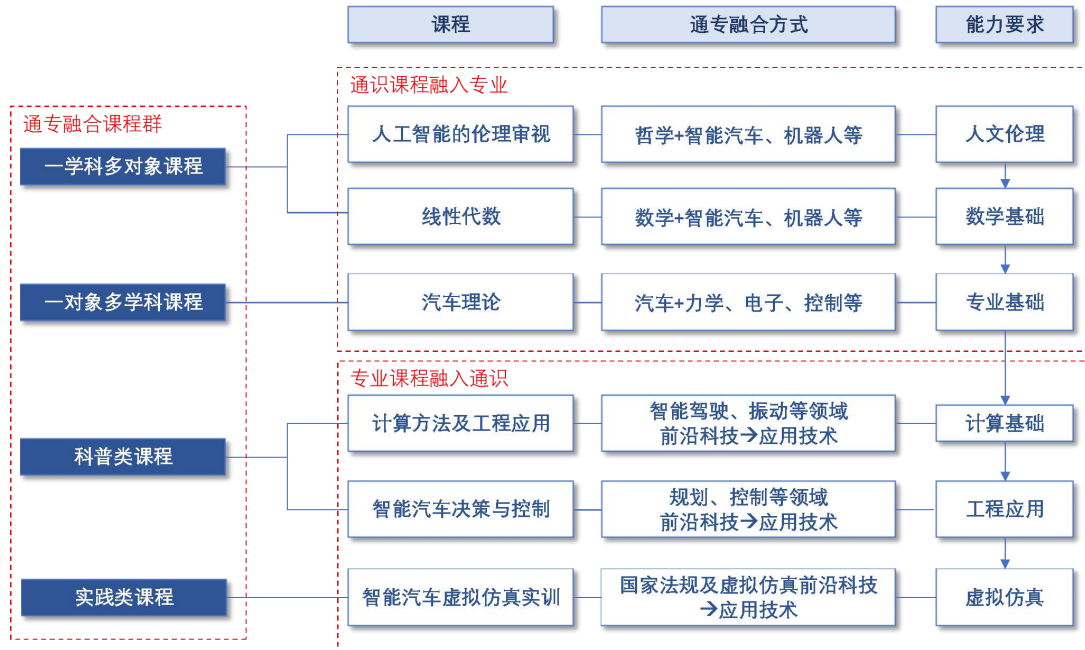 课程
通专融合方式
能力要求
通识课程融入专业
通专融合课程群
人工智能的伦理审视
哲学+智能汽车、机器人等
人文伦理
一学科多对象课程
线性代数
数学+智能汽车、机器人等
数学基础
一对象多学科课程
汽车理论
汽车+力学、电子、控制等
专业基础
专业课程融入通识
计算方法及工程应用
智能驾驶、振动等领域
前沿科技→应用技术
计算基础
科普类课程
智能汽车决策与控制
规划、控制等领域
前沿科技→应用技术
工程应用
实践类课程
智能汽车虚拟仿真实训
国家法规及虚拟仿真前沿科技
→应用技术
虚拟仿真